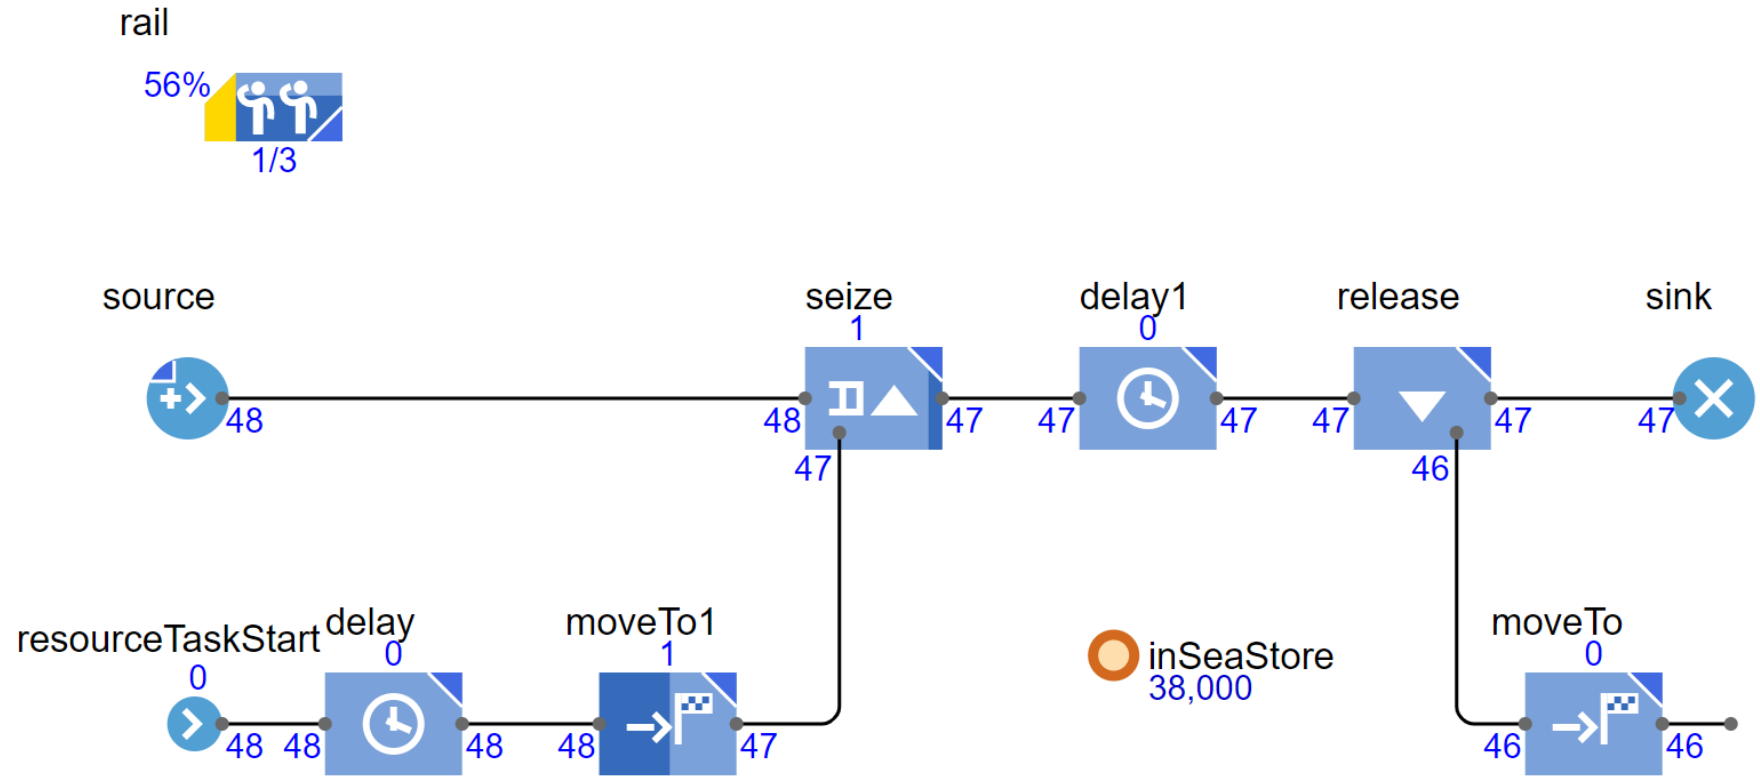 rail
56%
1/3
source
seize
delay1
release
sink
1
0
48
48
47
47
47
47
47
47
47
46
resourceTaskStart
delay
moveTo1
inSeaStore
38,000
moveTo
0
0
1
0
48
48
48
48
47
46
46